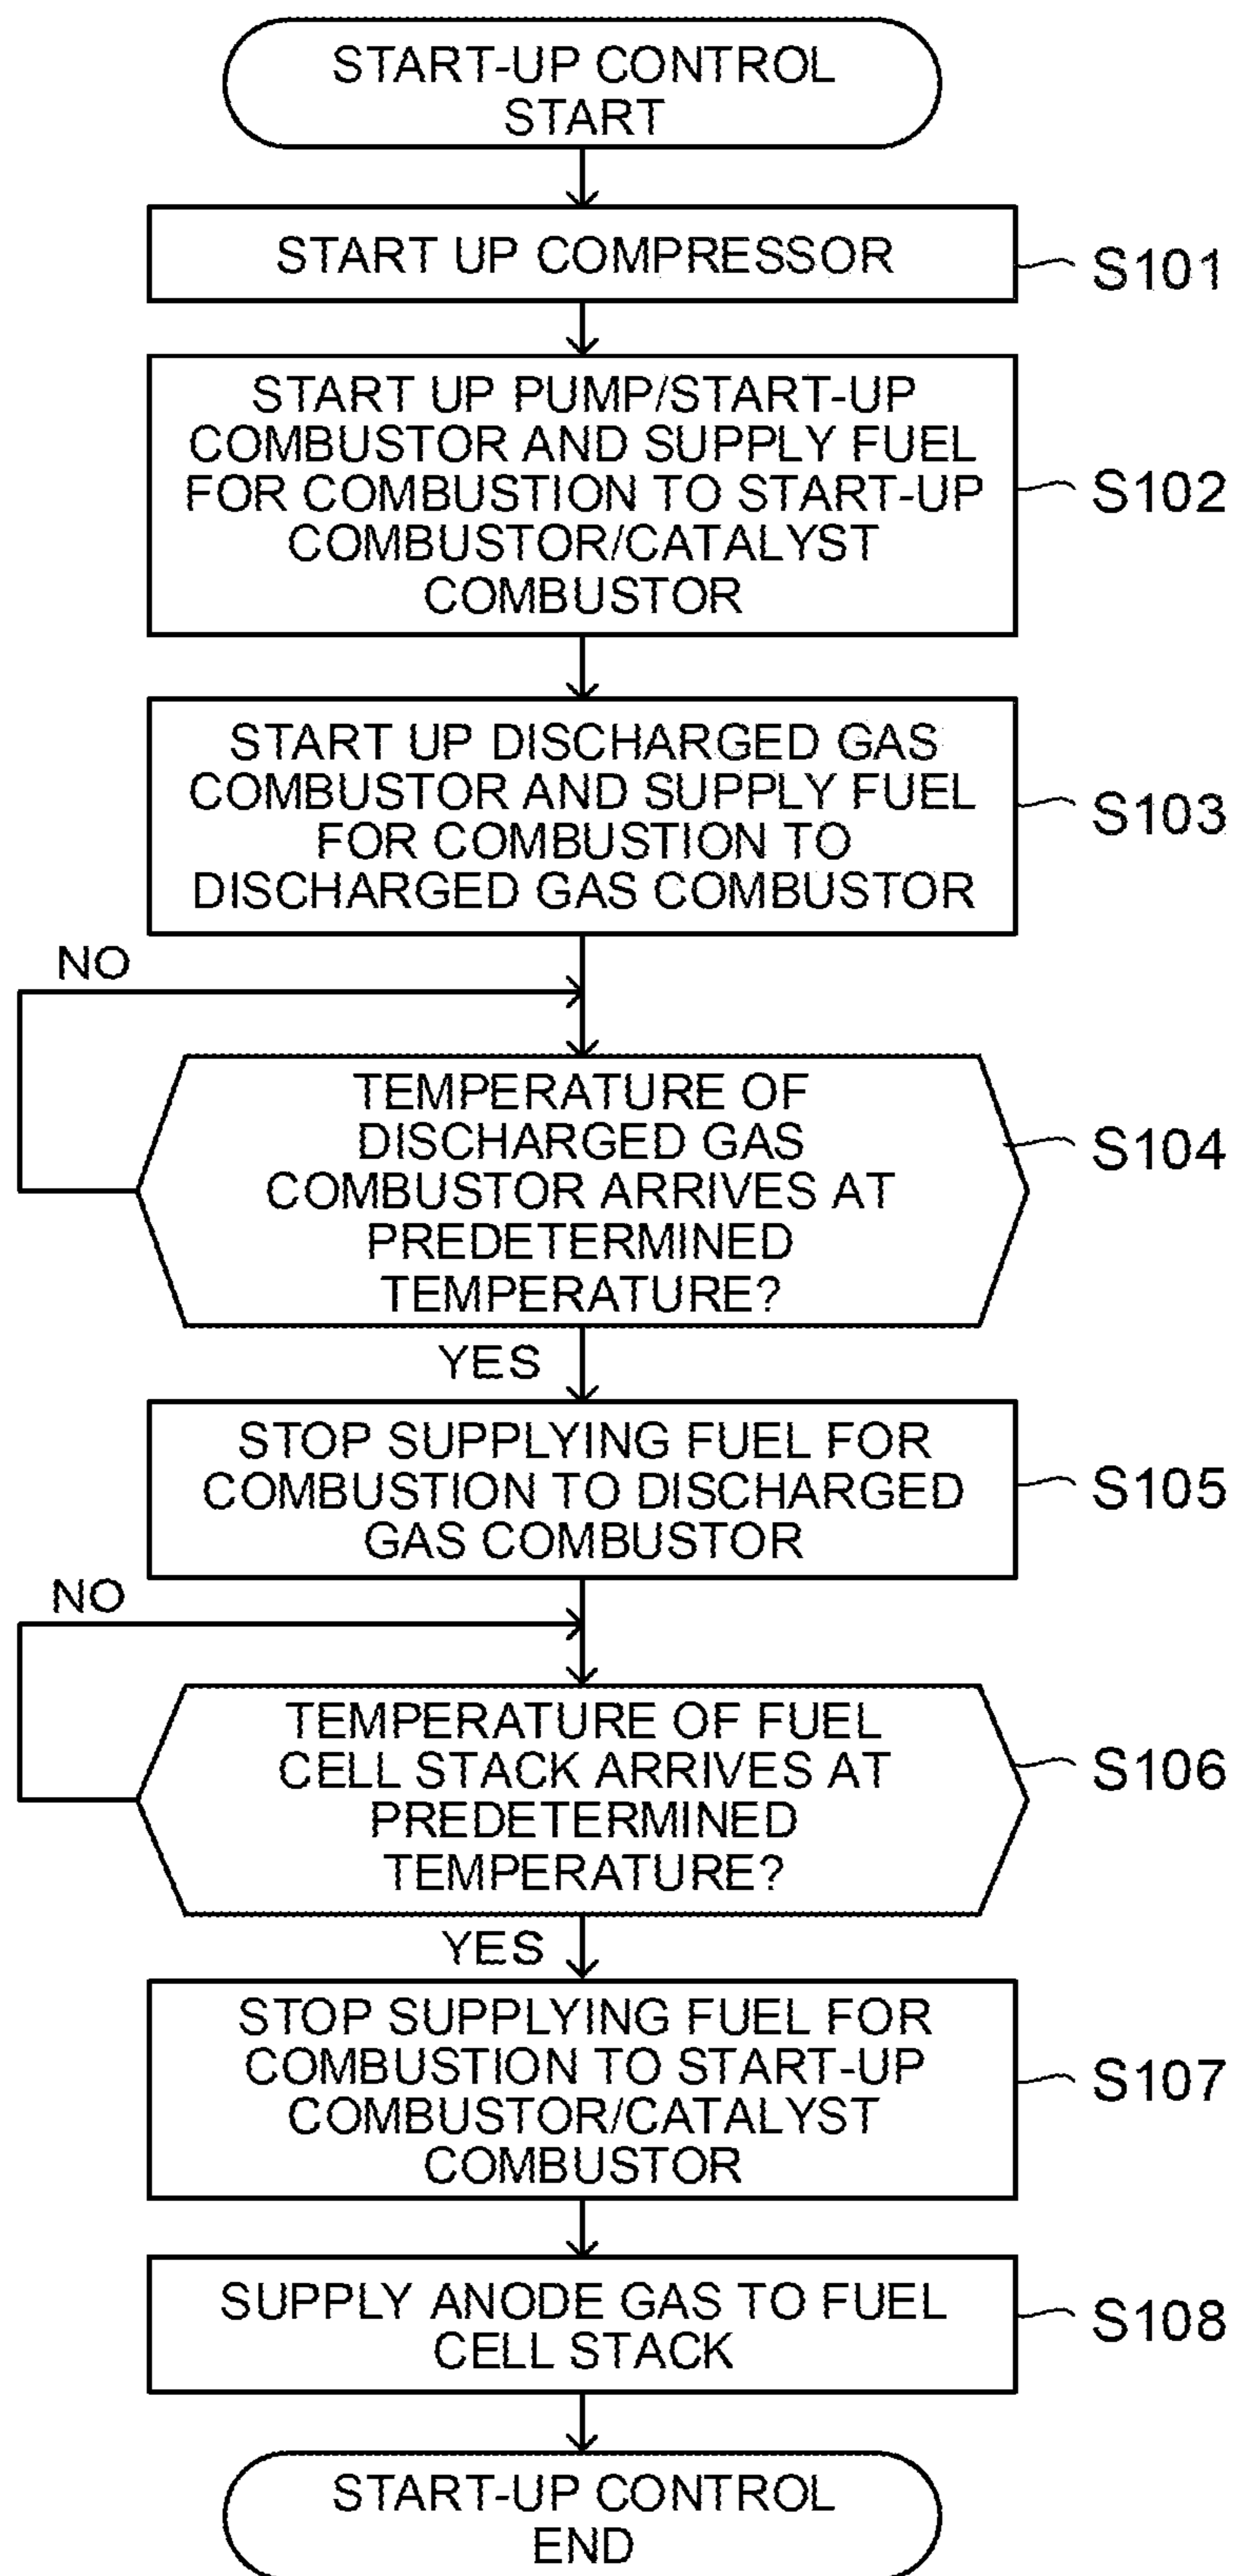 START-UP CONTROL
START
START UP COMPRESSOR
S101
START UP PUMP/START-UP
COMBUSTOR AND SUPPLY FUEL
FOR COMBUSTION TO START-UP
COMBUSTOR/CATALYST
COMBUSTOR
S102
START UP DISCHARGED GAS
COMBUSTOR AND SUPPLY FUEL
FOR COMBUSTION TO
DISCHARGED GAS COMBUSTOR
S103
NO
TEMPERATURE OF
DISCHARGED GAS
COMBUSTOR ARRIVES AT
PREDETERMINED
TEMPERATURE?
S104
YES
STOP SUPPLYING FUEL FOR
COMBUSTION TO DISCHARGED
GAS COMBUSTOR
S105
NO
TEMPERATURE OF FUEL
CELL STACK ARRIVES AT
PREDETERMINED
TEMPERATURE?
S106
YES
STOP SUPPLYING FUEL FOR
COMBUSTION TO START-UP
COMBUSTOR/CATALYST
COMBUSTOR
S107
SUPPLY ANODE GAS TO FUEL
CELL STACK
S108
START-UP CONTROL
END